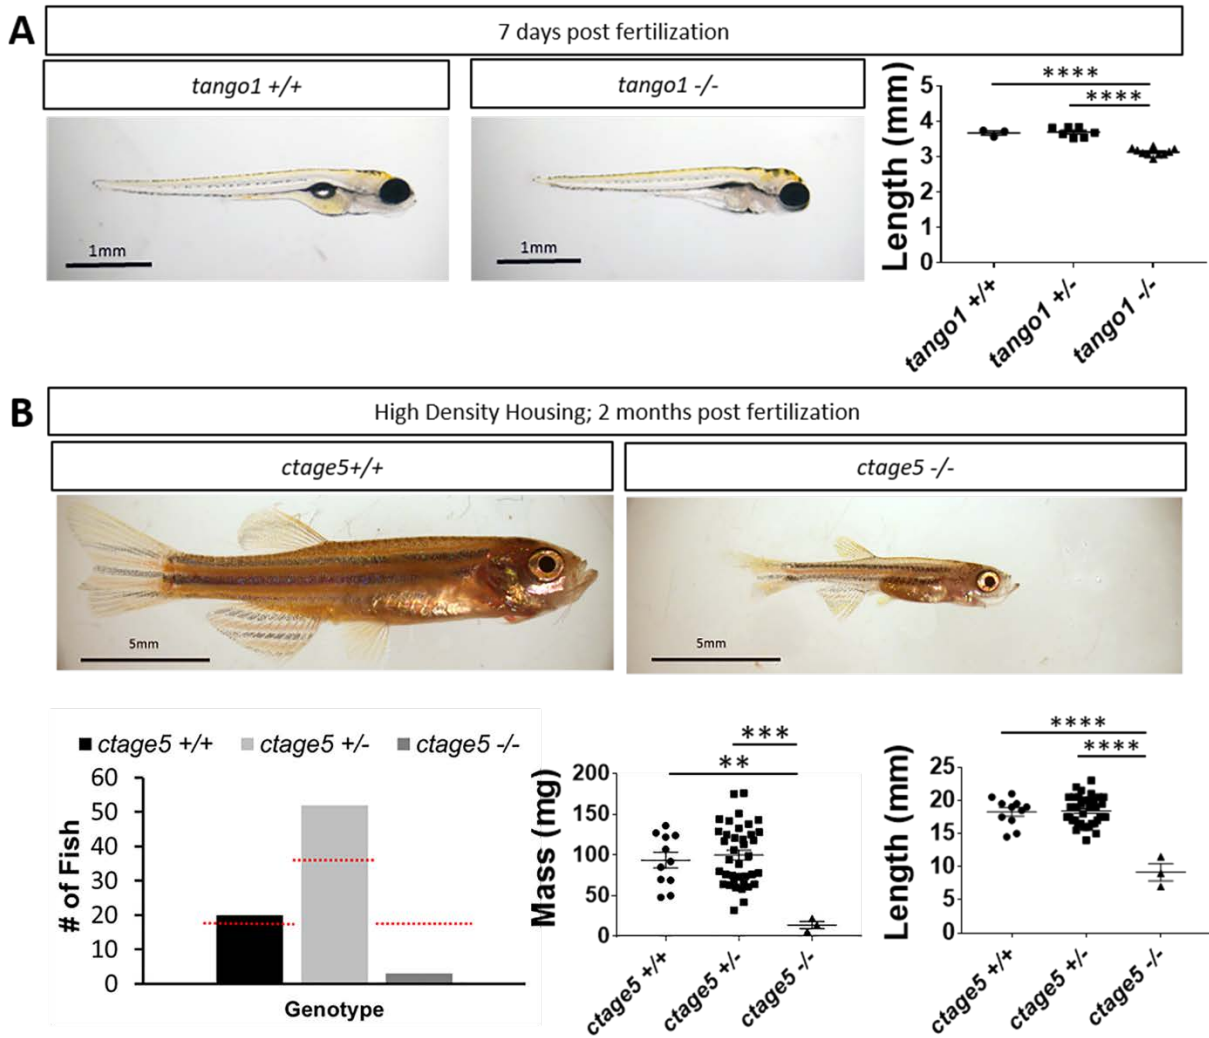 A
7 days post fertilization
tango1 +/+
tango1 -/-
1mm
1mm
****
****
Length (mm)
5
4
3
2
1
0
tango1 +/+
tango1 +/-
tango1 -/-
B
High Density Housing; 2 months post fertilization
ctage5+/+
ctage5 -/-
5mm
5mm
ctage5 +/+ ctage5 +/- ctage5 -/-
# of Fish
60
50
40
30
20
10
0
Genotype
***
**
Mass (mg)
200
150
100
50
0
ctage5 +/+
ctage5 +/-
ctage5 -/-
****
****
Length (mm)
25
20
15
10
5
0
ctage5 +/+
ctage5 +/-
ctage5 -/-